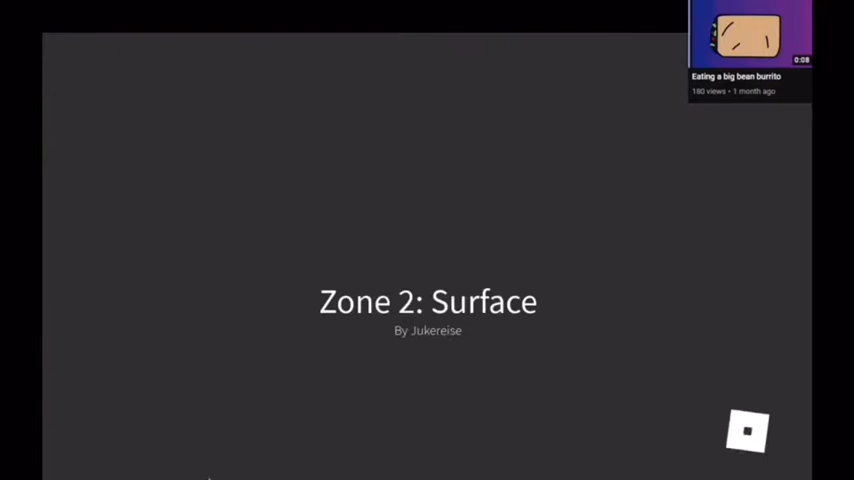 0:08
Eating a big bean burrito
180 views • 1 month ago
Zone 2: Surface
By Jukereise